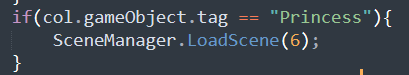 if(col.gameObject.tag == "Princess"){
    SceneManager.LoadScene(6);
}